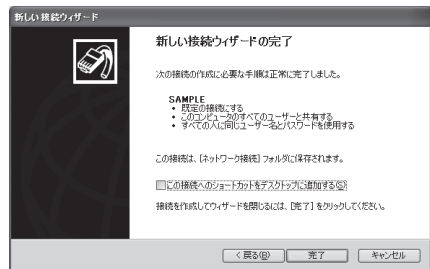 新しい接続ウィザード
新しい接続ウィザードの完了
次の接続の作成に必要な手順は正常に完了しました。
SAMPLE
• 既定の接続にする
• このコンピュータのすべてのユーザーと共有する
• すべての人に同じユーザー名とパスワードを使用する
この接続は、[ネットワーク接続] フォルダに保存されます。
この接続へのショートカットをデスクトップに追加する(S)
接続を作成してウィザードを閉じるには、[完了] をクリックしてください。
< 戻る(B)
完了
キャンセル